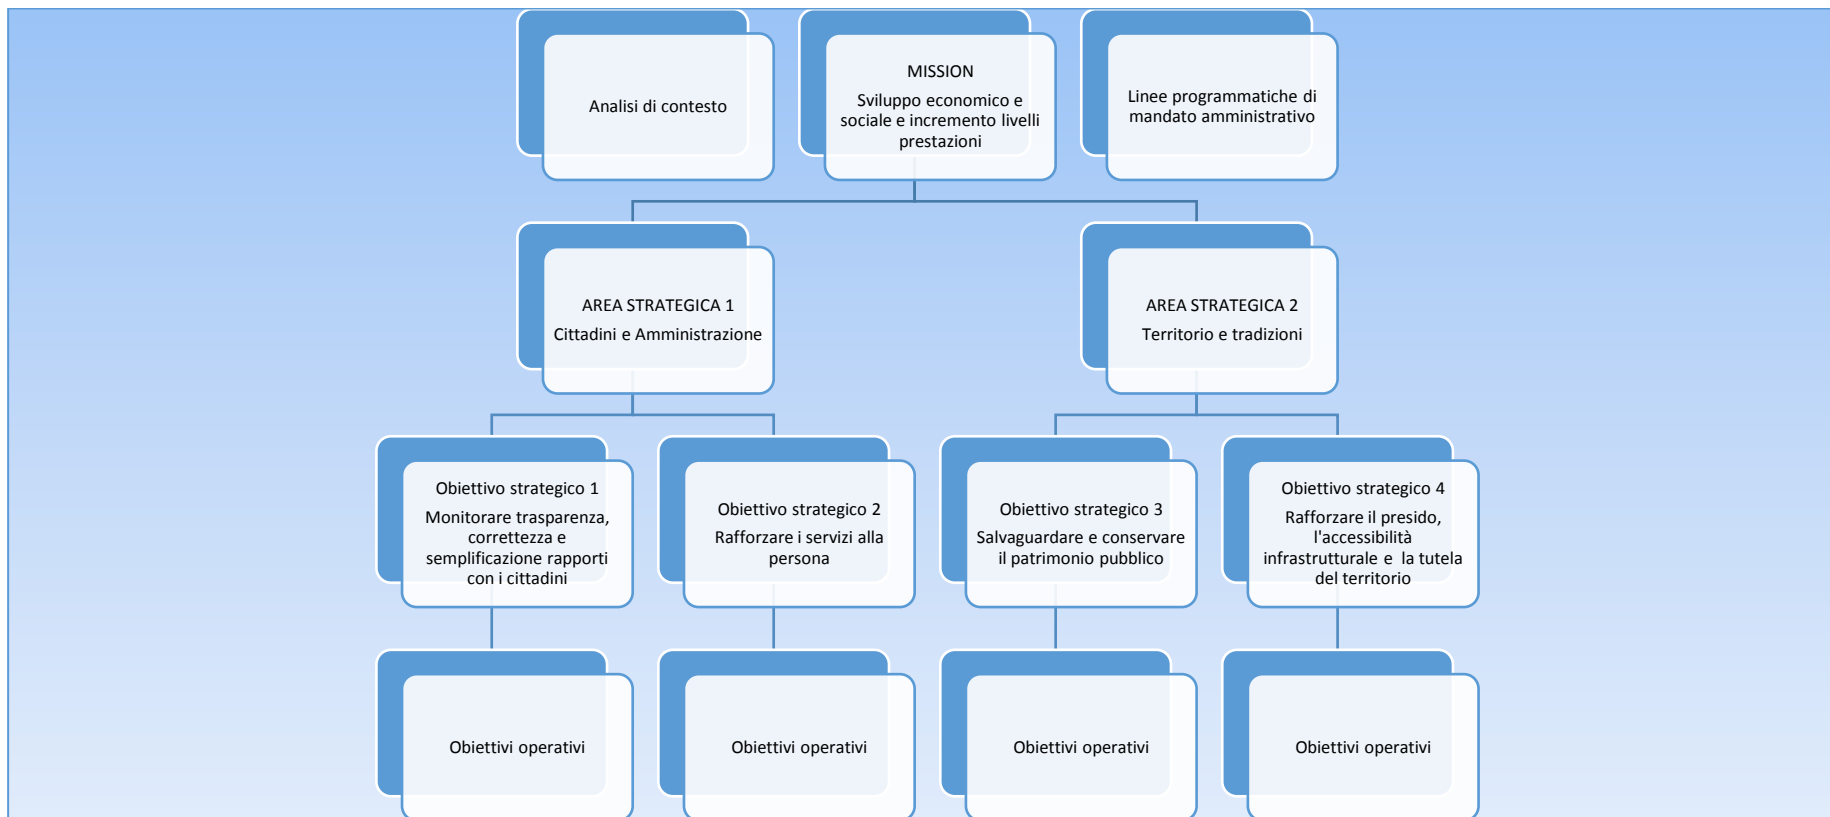 Analisi di contesto
MISSION
Sviluppo economico e
sociale e incremento livelli
prestazioni
Linee programmatiche di
mandato amministrativo
AREA STRATEGICA 1
Cittadini e Amministrazione
AREA STRATEGICA 2
Territorio e tradizioni
Obiettivo strategico 1
Monitorare trasparenza,
correttezza e
semplificazione rapporti
con i cittadini
Obiettivo strategico 2
Rafforzare i servizi alla
persona
Obiettivo strategico 3
Salvaguardare e conservare
il patrimonio pubblico
Obiettivo strategico 4
Rafforzare il presido,
l'accessibilità
infrastrutturale e  la tutela
del territorio
Obiettivi operativi
Obiettivi operativi
Obiettivi operativi
Obiettivi operativi